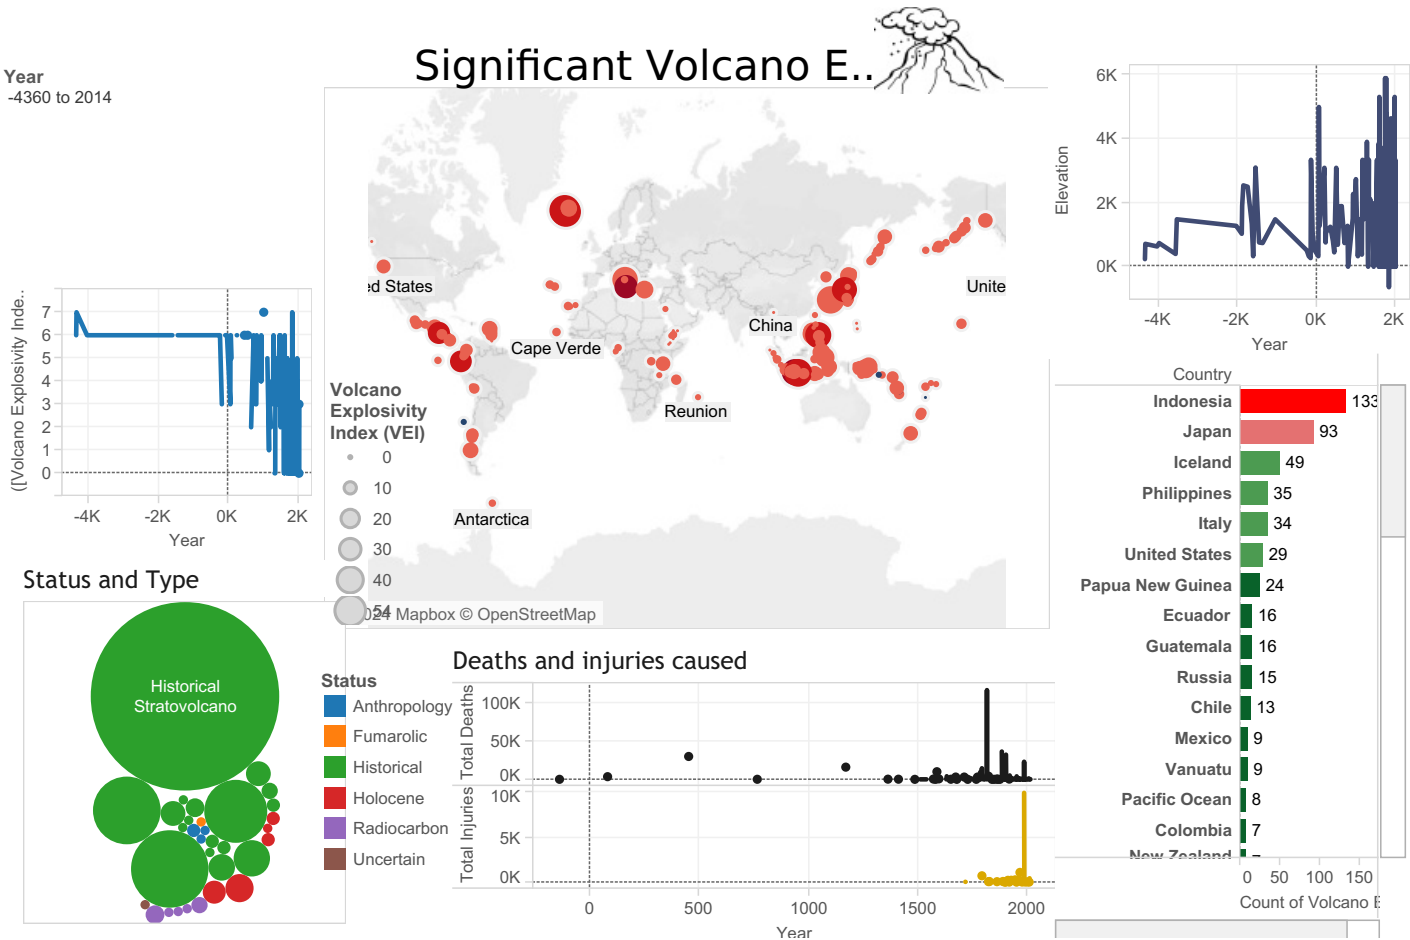 Significant Volcano E..
Year
-4360 to 2014
ed States
Unite
China
Cape Verde
Reunion
Antarctica
Mapbox © OpenStreetMap
6K
4K
2K
0K
Elevation
-4K
-2K
0K
2K
Year
([Volcano Explosivity Inde..
7
6
5
4
3
2
1
0
-4K
-2K
0K
2K
Year
Volcano
Explosivity
Index (VEI)
0
10
20
30
40
54
Country
Indonesia 133
Japan 93
Iceland 49
Philippines 35
Italy 34
United States 29
Papua New Guinea 24
Ecuador 16
Guatemala 16
Russia 15
Chile 13
Mexico 9
Vanuatu 9
Pacific Ocean 8
Colombia 7
New Zealand
0 50 100 150
Count of Volcano E
Status and Type
Historical
Stratovolcano
Status
Anthropology
Fumarolic
Historical
Holocene
Radiocarbon
Uncertain
Deaths and injuries caused
Total Deaths
100K
50K
0K
Total Injuries
10K
5K
0K
0
500
1000
1500
2000
Year